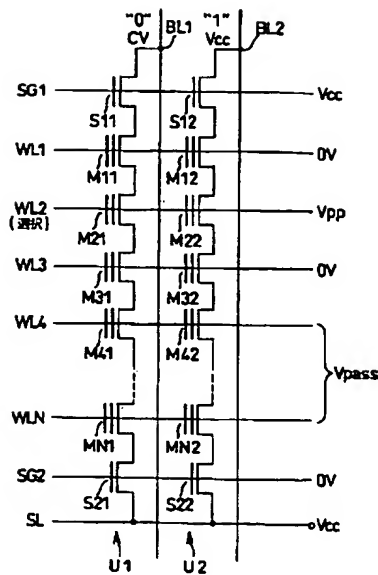 "0" BL1 "1" BL2
CV Vcc
SG1 Vcc
S11 S12
WL1 0V
M11 M12
WL2 Vpp
(選択)
M21 M22
WL3 0V
M31 M32
WL4
M41 M42
Vpass
WLN
MN1 MN2
SG2 0V
S21 S22
SL Vcc
U1 U2